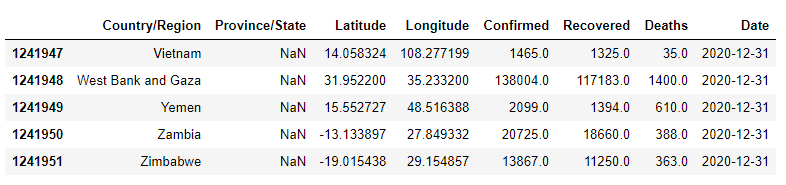 Country/Region Province/State Latitude Longitude Confirmed Recovered Deaths Date
1241947 Vietnam NaN 14.058324 108.277199 1465.0 1325.0 35.0 2020-12-31
1241948 West Bank and Gaza NaN 31.952200 35.233200 138004.0 117183.0 1400.0 2020-12-31
1241949 Yemen NaN 15.552727 48.516388 2099.0 1394.0 610.0 2020-12-31
1241950 Zambia NaN -13.133897 27.849332 20725.0 18660.0 388.0 2020-12-31
1241951 Zimbabwe NaN -19.015438 29.154857 13867.0 11250.0 363.0 2020-12-31